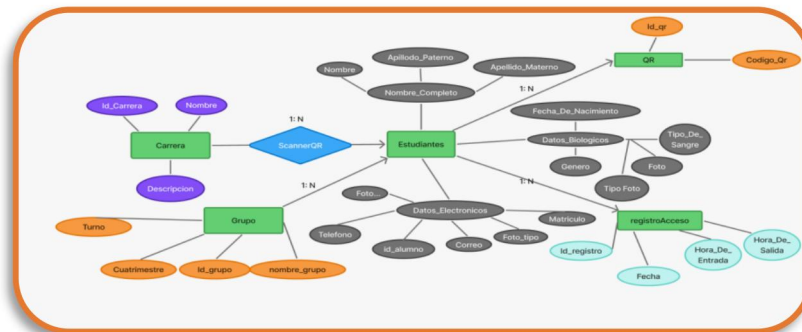 Id_qr
QR
Codigo_Qr
Apillodo_Paterno
Nombre
Apellido_Materno
Nombre_Completo
1: N
Id_Carrera
Nombre
1: N
Carrera
ScannerQR
Estudiantes
Descripcion
1: N
Fecha_De_Nacimiento
Datos_Biologicos
Tipo_De_
Sangre
Genero
Foto
Tipo Foto
1: N
Foto...
Datos_Electronicos
Matriculo
Telefono
id_alumno
Correo
Foto_tipo
Grupo
Turno
Cuatrimestre
Id_grupo
nombre_grupo
registroAcceso
Id_registro
Fecha
Hora_De_
Entrada
Hora_De_
Salida